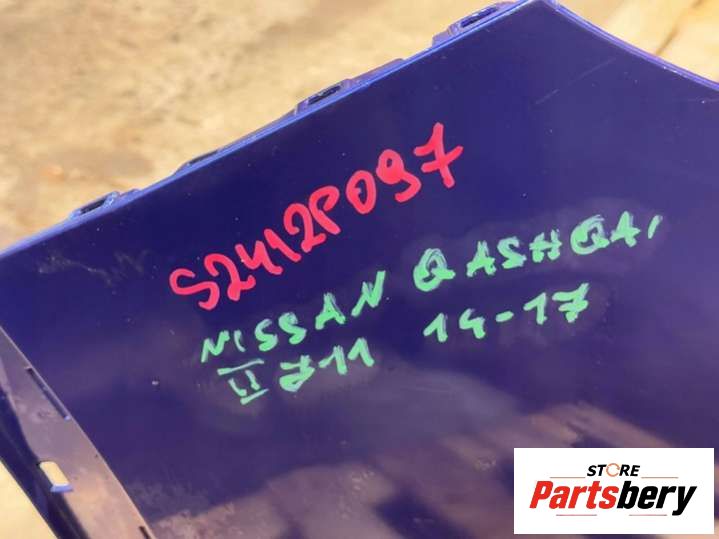 S2412P097
NISSAN QASHQAI
II J11 14-17
STORE
Partsbery